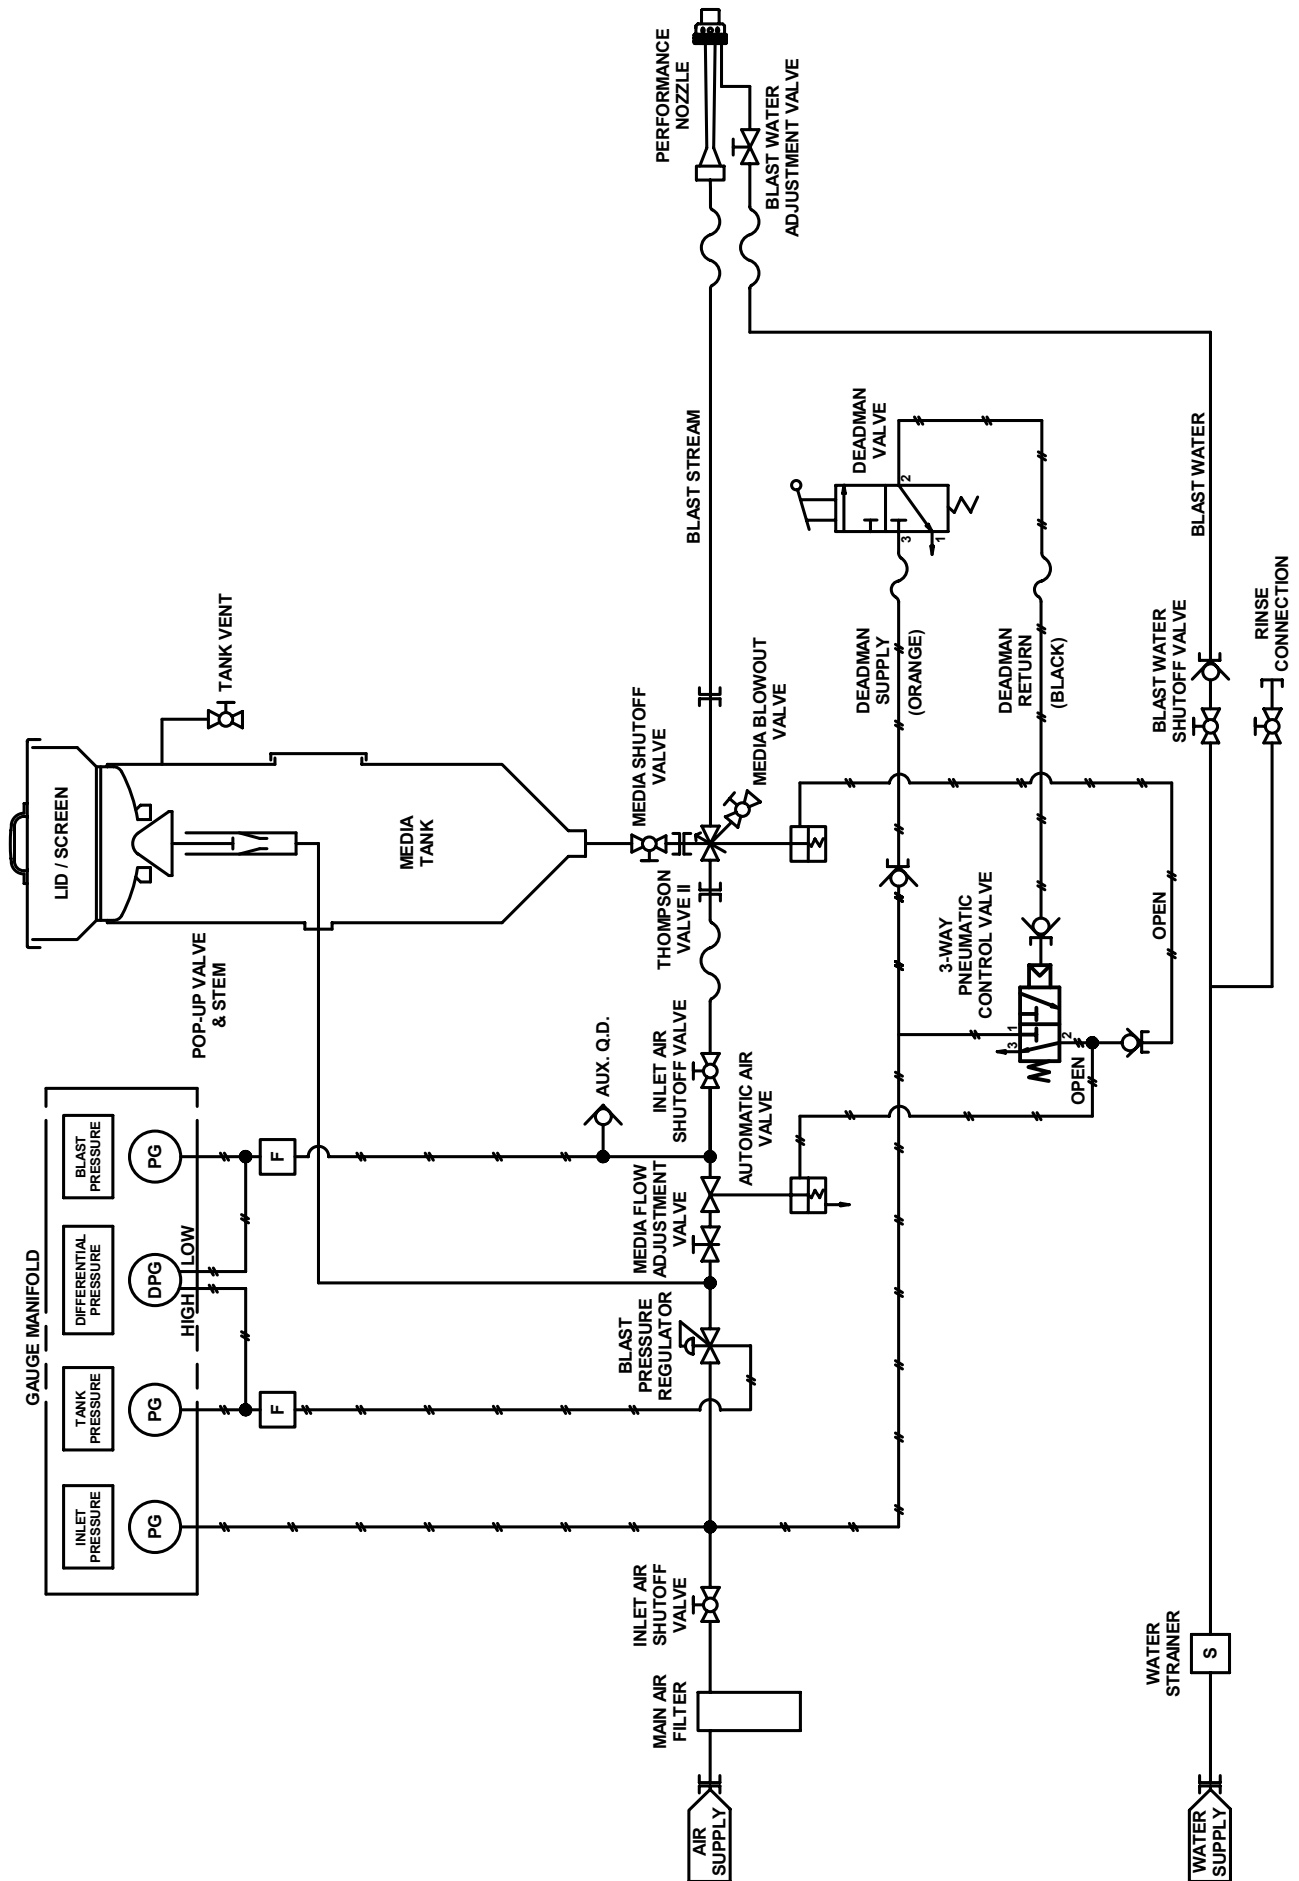 GAUGE MANIFOLD
INLET
PRESSURE
TANK
PRESSURE
DIFFERENTIAL
PRESSURE
BLAST
PRESSURE
PG
PG
DPG
PG
HIGH
LOW
F
F
POP-UP VALVE
& STEM
LID / SCREEN
MEDIA
TANK
TANK VENT
AUX. Q.D.
AIR
SUPPLY
MAIN AIR
FILTER
INLET AIR
SHUTOFF
VALVE
BLAST
PRESSURE
REGULATOR
MEDIA FLOW
ADJUSTMENT
VALVE
AUTOMATIC AIR
VALVE
INLET AIR
SHUTOFF VALVE
THOMPSON
VALVE II
MEDIA SHUTOFF
VALVE
MEDIA BLOWOUT
VALVE
BLAST STREAM
PERFORMANCE
NOZZLE
BLAST WATER
ADJUSTMENT VALVE
DEADMAN
VALVE
2
3
1
DEADMAN
SUPPLY
(ORANGE)
DEADMAN
RETURN
(BLACK)
3-WAY
PNEUMATIC
CONTROL VALVE
3
1
2
OPEN
OPEN
WATER
SUPPLY
WATER
STRAINER
S
BLAST WATER
SHUTOFF VALVE
RINSE
CONNECTION
BLAST WATER